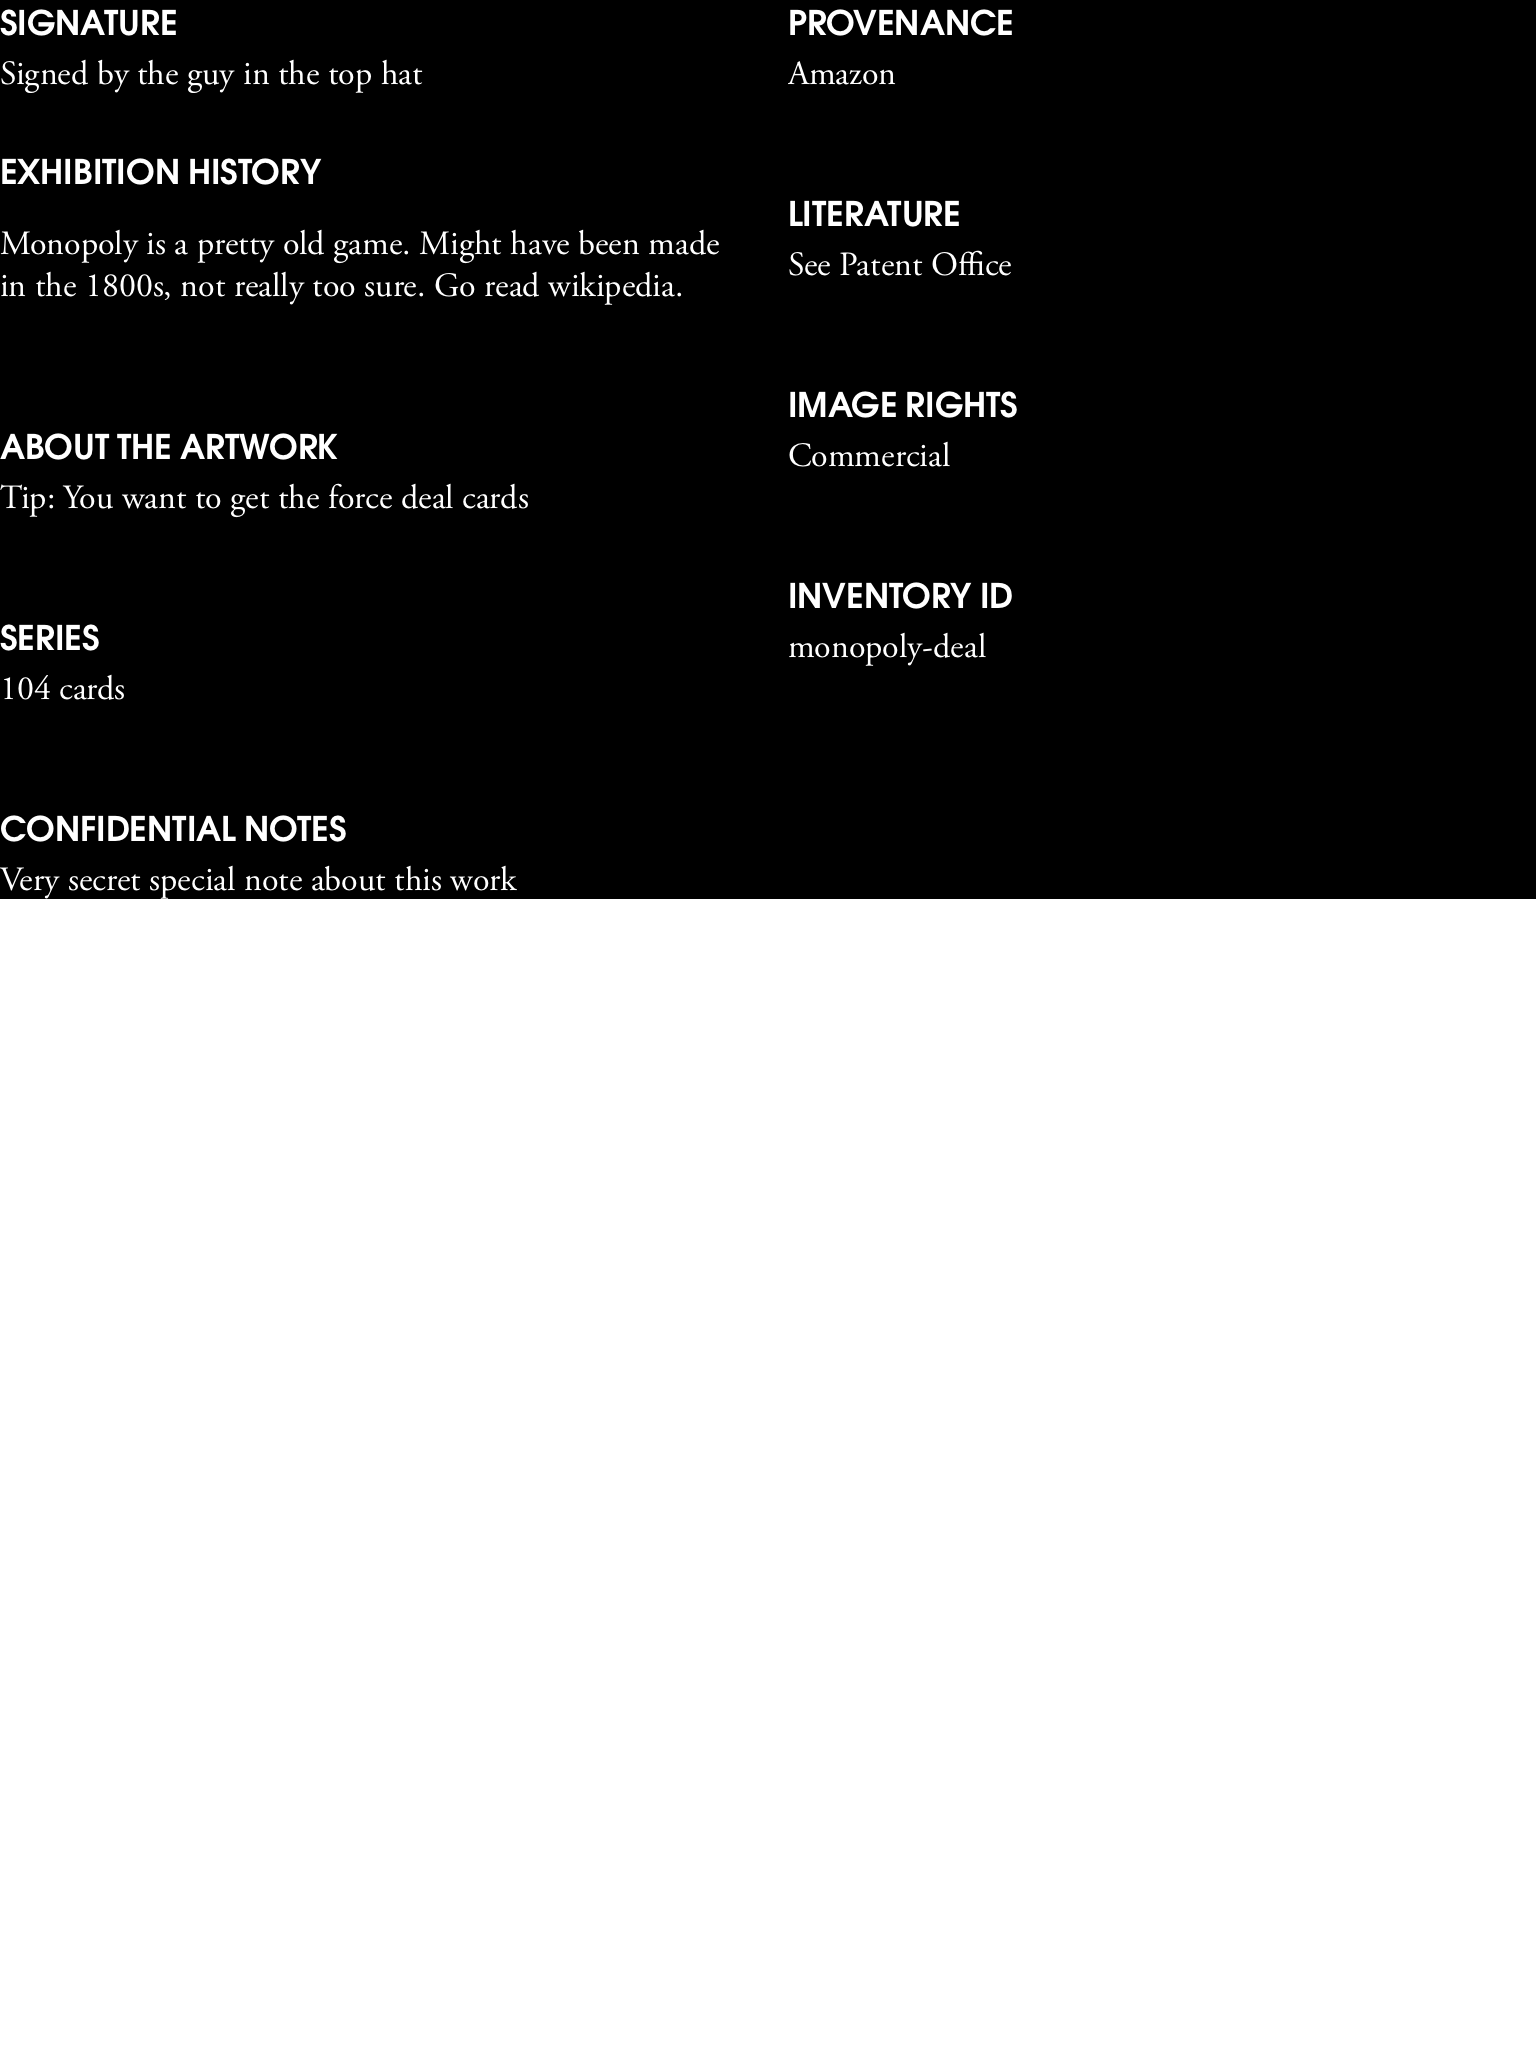 SIGNATURE
Signed by the guy in the top hat
EXHIBITION HISTORY
Monopoly is a pretty old game. Might have been made
in the 1800s, not really too sure. Go read wikipedia.
ABOUT THE ARTWORK
Tip: You want to get the force deal cards
SERIES
104 cards
CONFIDENTIAL NOTES
Very secret special note about this work
PROVENANCE
Amazon
LITERATURE
See Patent Office
IMAGE RIGHTS
Commercial
INVENTORY ID
monopoly-deal